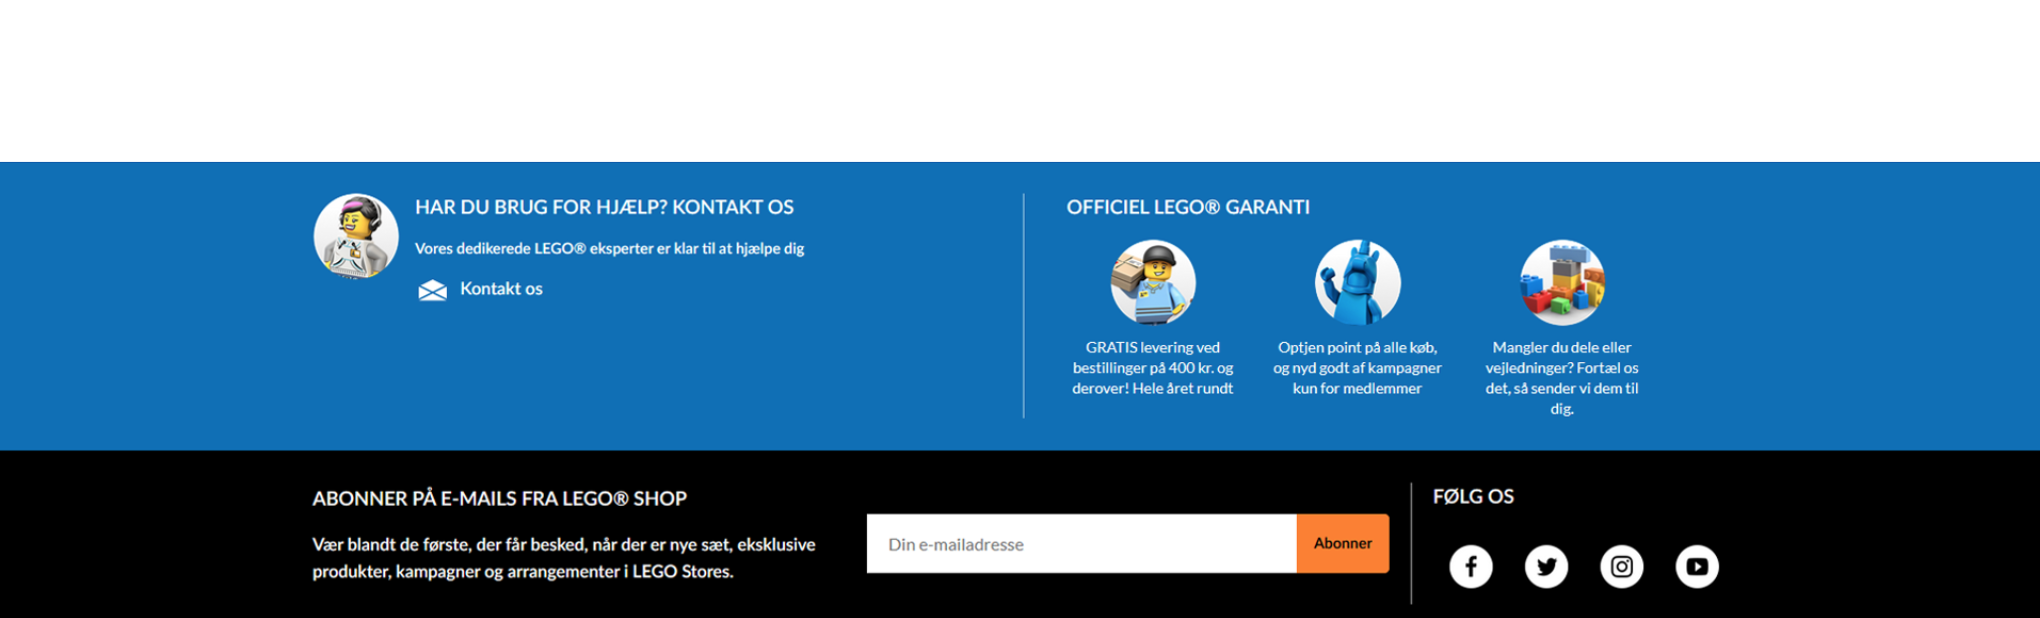 HAR DU BRUG FOR HJÆLP? KONTAKT OS
Vores dedikerede LEGO® eksperter er klar til at hjælpe dig
Kontakt os
OFFICIEL LEGO® GARANTI
GRATIS levering ved
bestillinger på 400 kr. og
derover! Hele året rundt
Optjen point på alle køb,
og nyd godt af kampagner
kun for medlemmer
Mangler du dele eller
vejledninger? Fortæl os
det, så sender vi dem til
dig.
ABONNER PÅ E-MAILS FRA LEGO® SHOP
Vær blandt de første, der får besked, når der er nye sæt, eksklusive
produkter, kampagner og arrangementer i LEGO Stores.
Din e-mailadresse
Abonner
FØLG OS